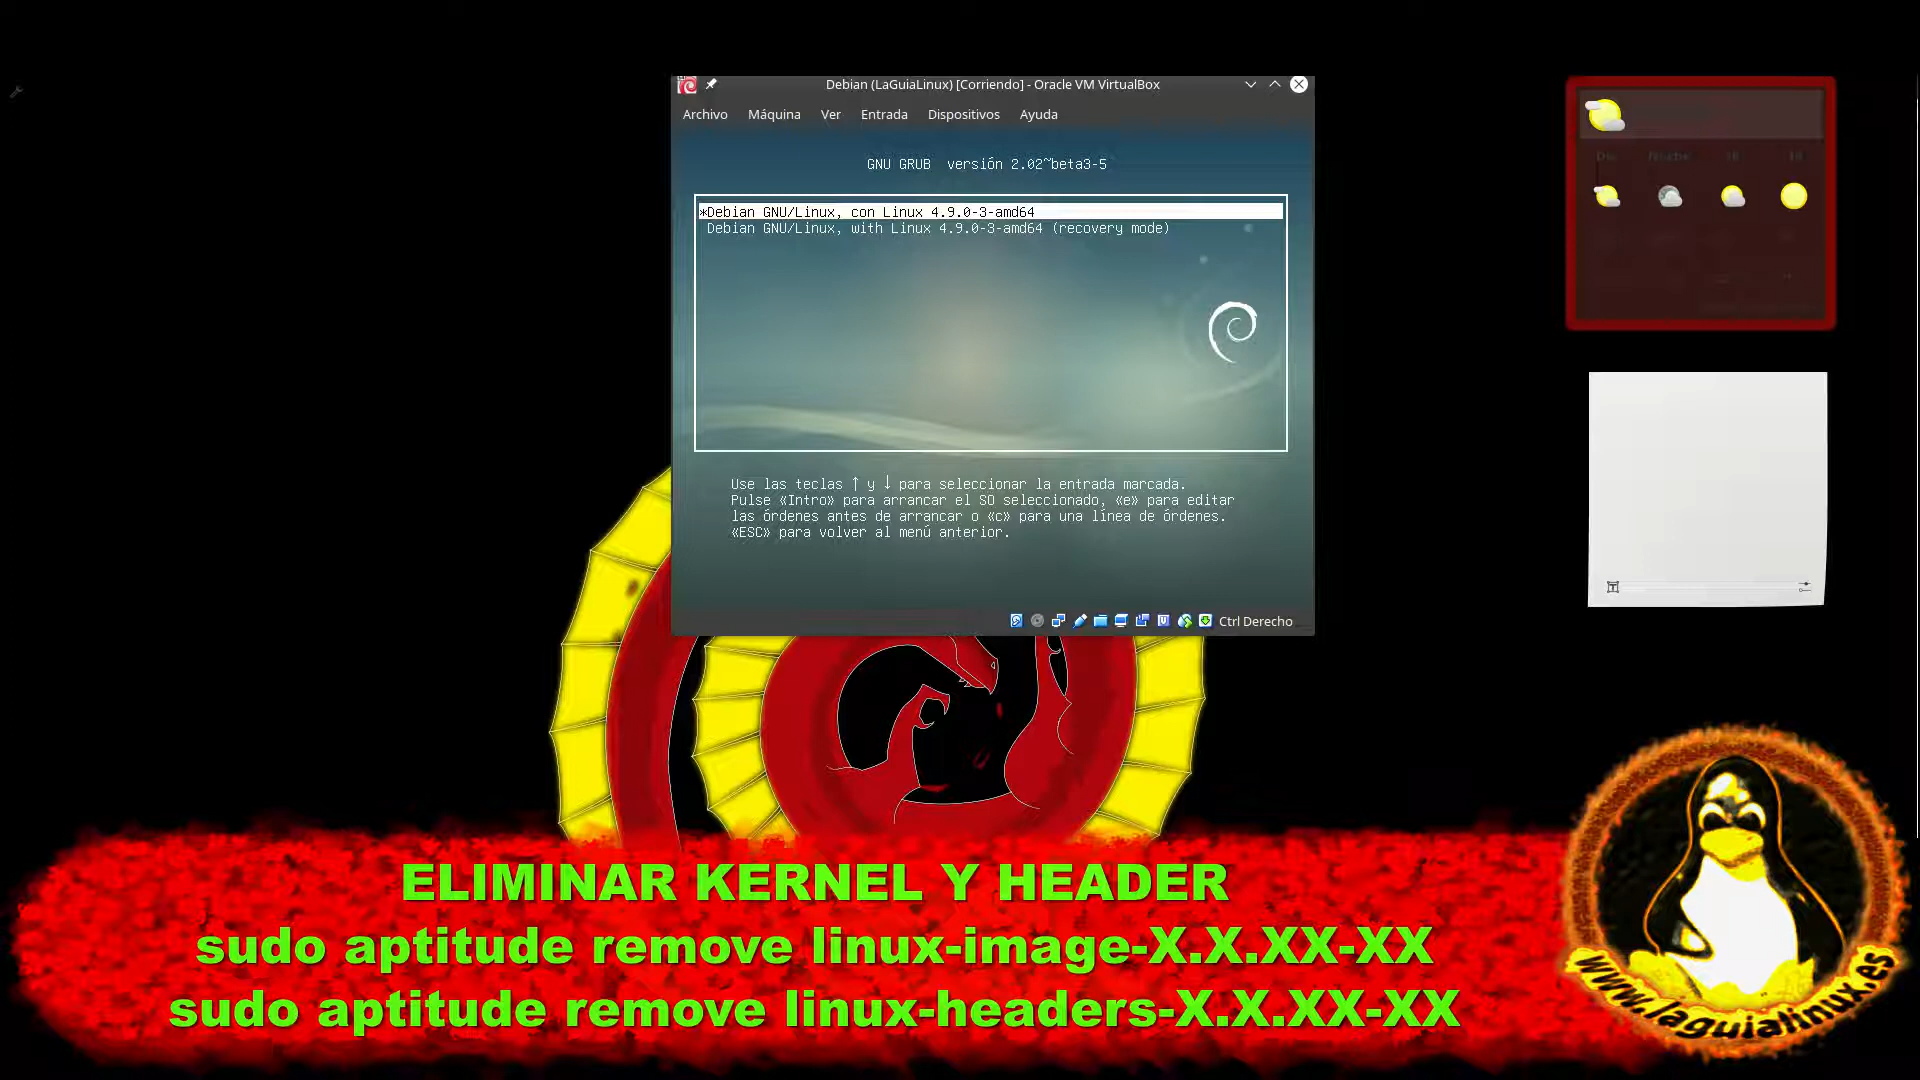 Debian (LaGuiaLinux) [Corriendo] - Oracle VM VirtualBox
Archivo Máquina Ver Entrada Dispositivos Ayuda
GNU GRUB versión 2.02~beta3-5
*Debian GNU/Linux, con Linux 4.9.0-3-amd64
Debian GNU/Linux, with Linux 4.9.0-3-amd64 (recovery mode)
Use las teclas ↑ y ↓ para seleccionar la entrada marcada.
Pulse «Intro» para arrancar el SO seleccionado, «e» para editar
las órdenes antes de arrancar o «c» para una línea de órdenes.
«ESC» para volver al menú anterior.
Ctrl Derecho
ELIMINAR KERNEL Y HEADER
sudo aptitude remove linux-image-X.X.XX-XX
sudo aptitude remove linux-headers-X.X.XX-XX
www.laguialinux.es